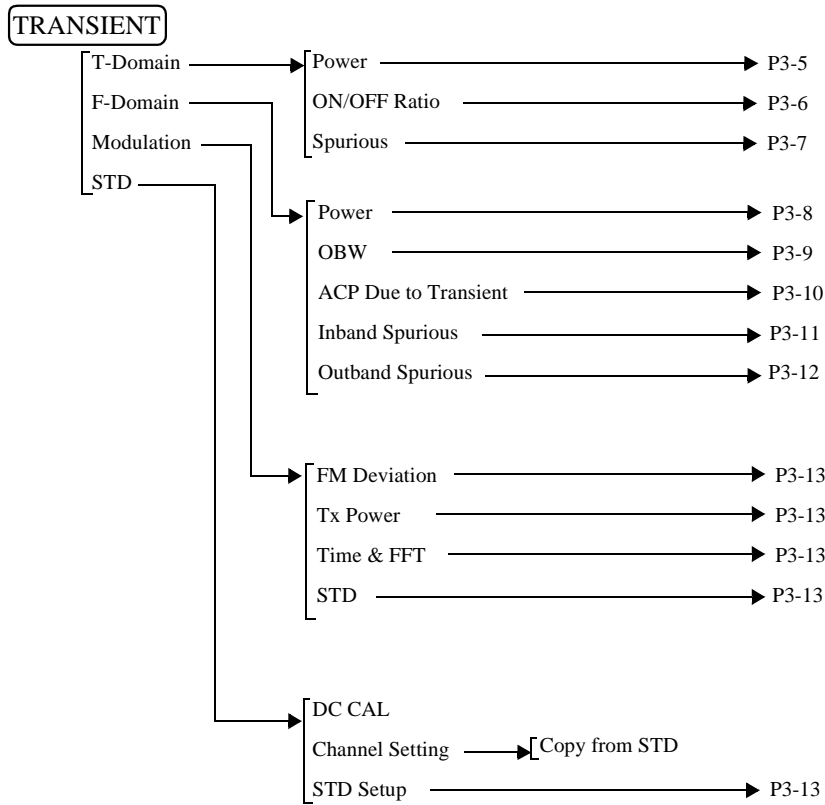 TRANSIENT
T-Domain
F-Domain
Modulation
STD
Power P3-5
ON/OFF Ratio P3-6
Spurious P3-7
Power P3-8
OBW P3-9
ACP Due to Transient P3-10
Inband Spurious P3-11
Outband Spurious P3-12
FM Deviation P3-13
Tx Power P3-13
Time & FFT P3-13
STD P3-13
DC CAL
Channel Setting Copy from STD
STD Setup P3-13